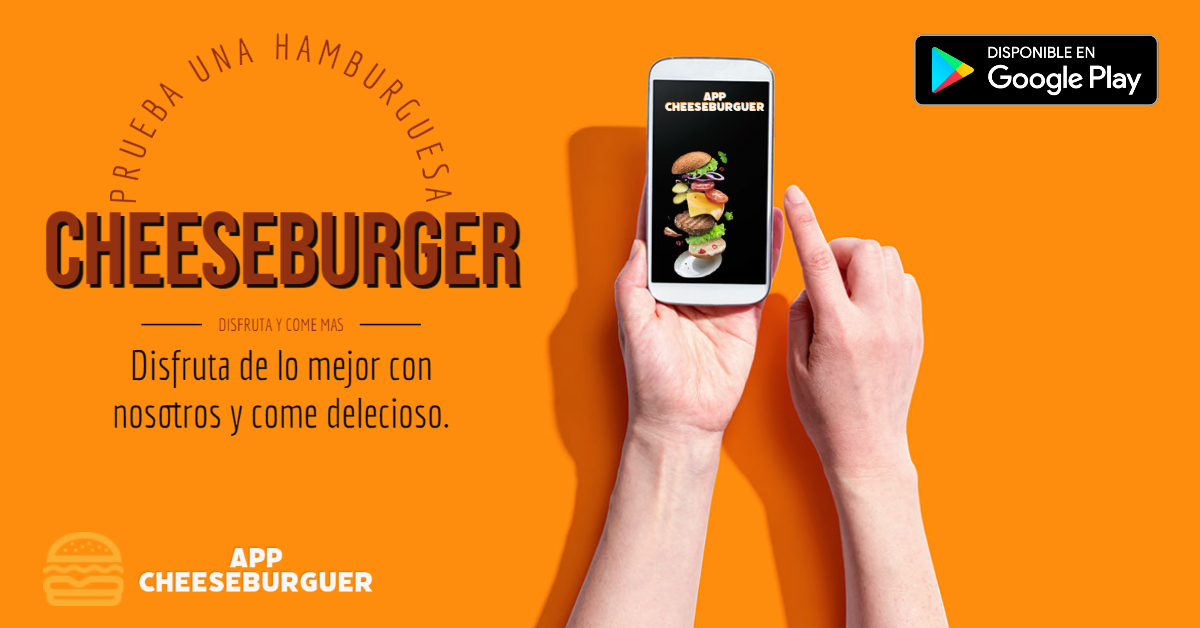 PRUEBA UNA HAMBURGUESA
CHEESEBURGER
DISFRUTA Y COME MAS
Disfruta de lo mejor con
nosotros y come delecioso.
APP
CHEESEBURGUER
APP
CHEESEBURGUER
DISPONIBLE EN
Google Play